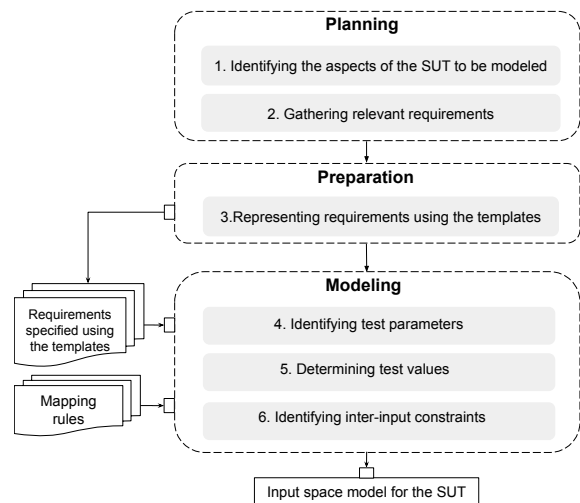 Planning
1. Identifying the aspects of the SUT to be modeled
2. Gathering relevant requirements
Preparation
3.Representing requirements using the templates
Modeling
Requirements
specified using
the templates
4. Identifying test parameters
5. Determining test values
Mapping
rules
6. Identifying inter-input constraints
Input space model for the SUT